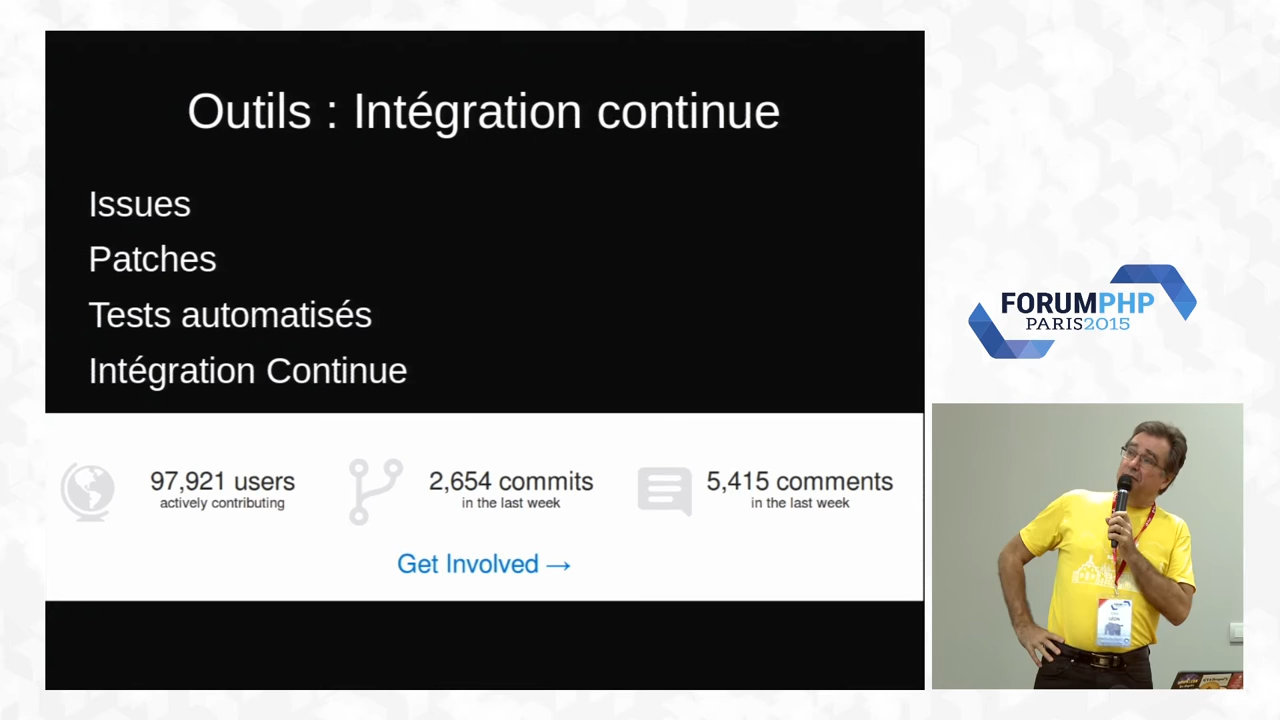 Outils : Intégration continue
Issues
Patches
Tests automatisés
Intégration Continue
97,921 users
actively contributing
2,654 commits
in the last week
5,415 comments
in the last week
Get Involved →
FORUMPHP
PARIS2015